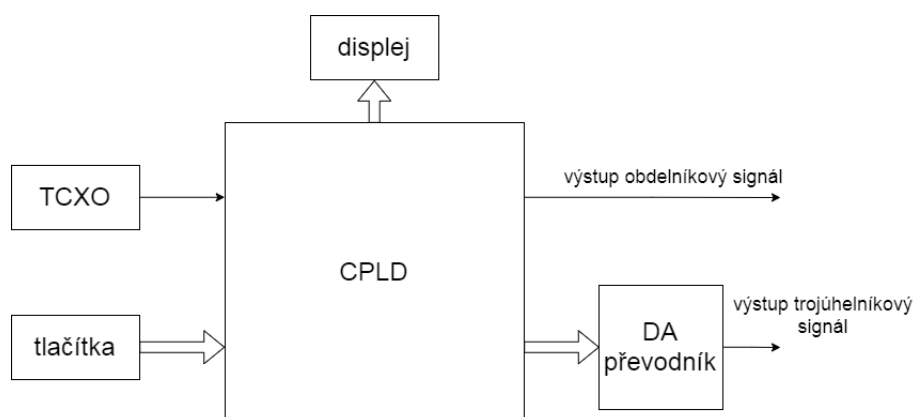 displej
TCXO
výstup obdelníkový signál
CPLD
tlačítka
DA
převodník
výstup trojúhelníkový
signál